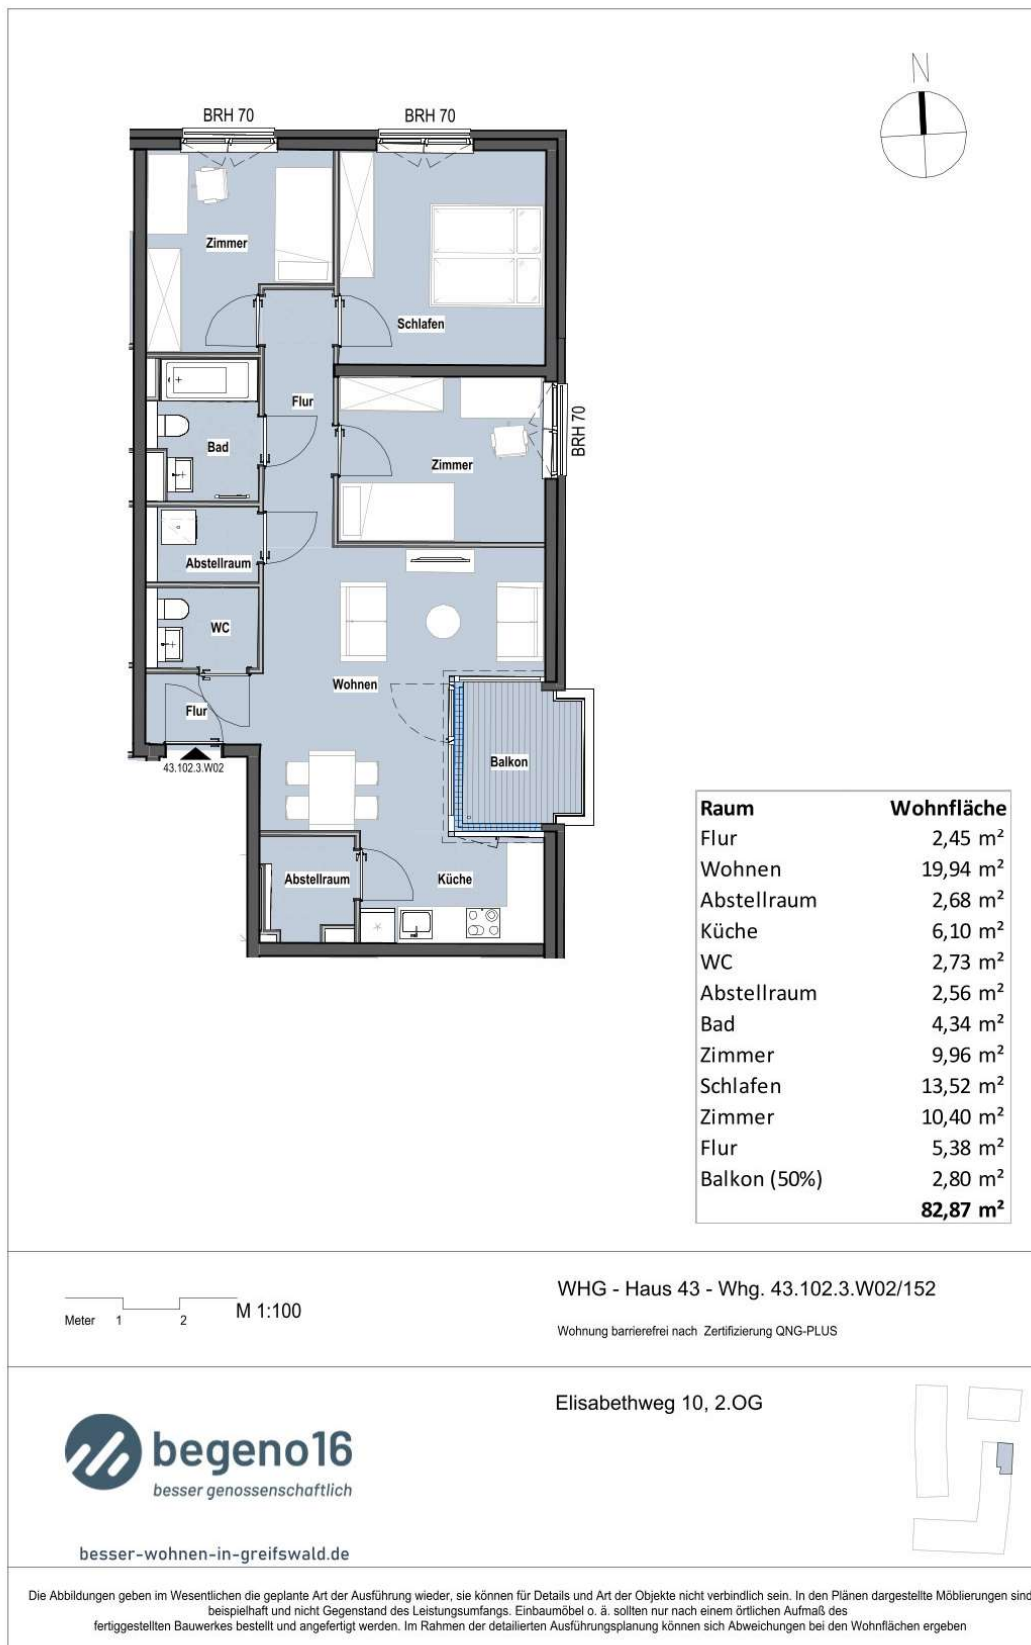 N
BRH 70
BRH 70
Zimmer
Schlafen
Flur
BRH 70
Bad
Zimmer
Abstellraum
WC
Wohnen
Flur
43.102.3.W02
Balkon
Abstellraum
Küche
Raum Wohnfläche
Flur 2,45 m²
Wohnen 19,94 m²
Abstellraum 2,68 m²
Küche 6,10 m²
WC 2,73 m²
Abstellraum 2,56 m²
Bad 4,34 m²
Zimmer 9,96 m²
Schlafen 13,52 m²
Zimmer 10,40 m²
Flur 5,38 m²
Balkon (50%) 2,80 m²
82,87 m²
Meter 1 2 M 1:100
WHG - Haus 43 - Whg. 43.102.3.W02/152
Wohnung barrierefrei nach Zertifizierung QNG-PLUS
Elisabethweg 10, 2.OG
begeno16
besser genossenschaftlich
besser-wohnen-in-greifswald.de
Die Abbildungen geben im Wesentlichen die geplante Art der Ausführung wieder, sie können für Details und Art der Objekte nicht verbindlich sein. In den Plänen dargestellte Möblierungen sind
beispielhaft und nicht Gegenstand des Leistungsumfangs. Einbaumöbel o. ä. sollten nur nach einem örtlichen Aufmaß des
fertiggestellten Bauwerkes bestellt und angefertigt werden. Im Rahmen der detailierten Ausführungsplanung können sich Abweichungen bei den Wohnflächen ergeben